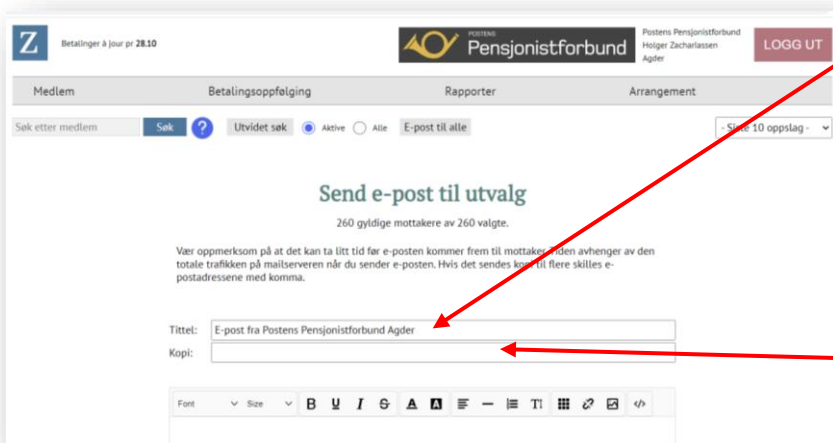 Z
Betalinger à jour pr 28.10
POSTENS
Pensjonistforbund
Postens Pensjonistforbund
Holger Zachariassen
Agder
LOGG UT
Medlem Betalingsoppfølging Rapporter Arrangement
Søk etter medlem Søk ? Utvidet søk Aktive Alle E-post til alle - Siste 10 oppslag -
Send e-post til utvalg
260 gyldige mottakere av 260 valgte.
Vær oppmerksom på at det kan ta litt tid før e-posten kommer frem til mottaker. Tiden avhenger av den
totale trafikken på mailserveren når du sender e-posten. Hvis det sendes kopi til flere skilles e-
postadressene med komma.
Tittel: E-post fra Postens Pensjonistforbund Agder
Kopi:
Font Size B U I S A A TI </>